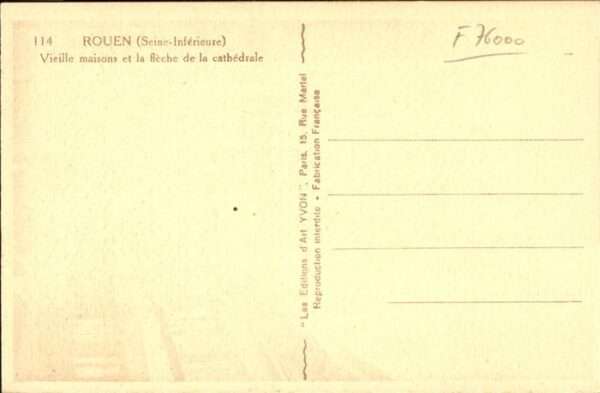 114 ROUEN (Seine-Inférieure)
Vieille maisons et la flèche de la cathédrale
F 76000
"Les Editions d'Art YVON", Paris, 15, Rue Martel
Reproduction interdite • Fabrication Française